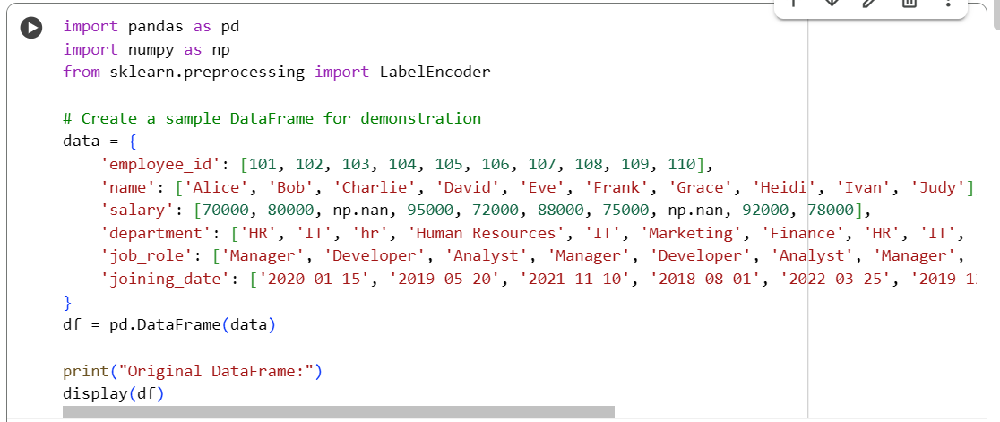 import pandas as pd
import numpy as np
from sklearn.preprocessing import LabelEncoder
# Create a sample DataFrame for demonstration
data = {
    'employee_id': [101, 102, 103, 104, 105, 106, 107, 108, 109, 110],
    'name': ['Alice', 'Bob', 'Charlie', 'David', 'Eve', 'Frank', 'Grace', 'Heidi', 'Ivan', 'Judy']
    'salary': [70000, 80000, np.nan, 95000, 72000, 88000, 75000, np.nan, 92000, 78000],
    'department': ['HR', 'IT', 'hr', 'Human Resources', 'IT', 'Marketing', 'Finance', 'HR', 'IT',
    'job_role': ['Manager', 'Developer', 'Analyst', 'Manager', 'Developer', 'Analyst', 'Manager',
    'joining_date': ['2020-01-15', '2019-05-20', '2021-11-10', '2018-08-01', '2022-03-25', '2019-1
}
df = pd.DataFrame(data)
print("Original DataFrame:")
display(df)